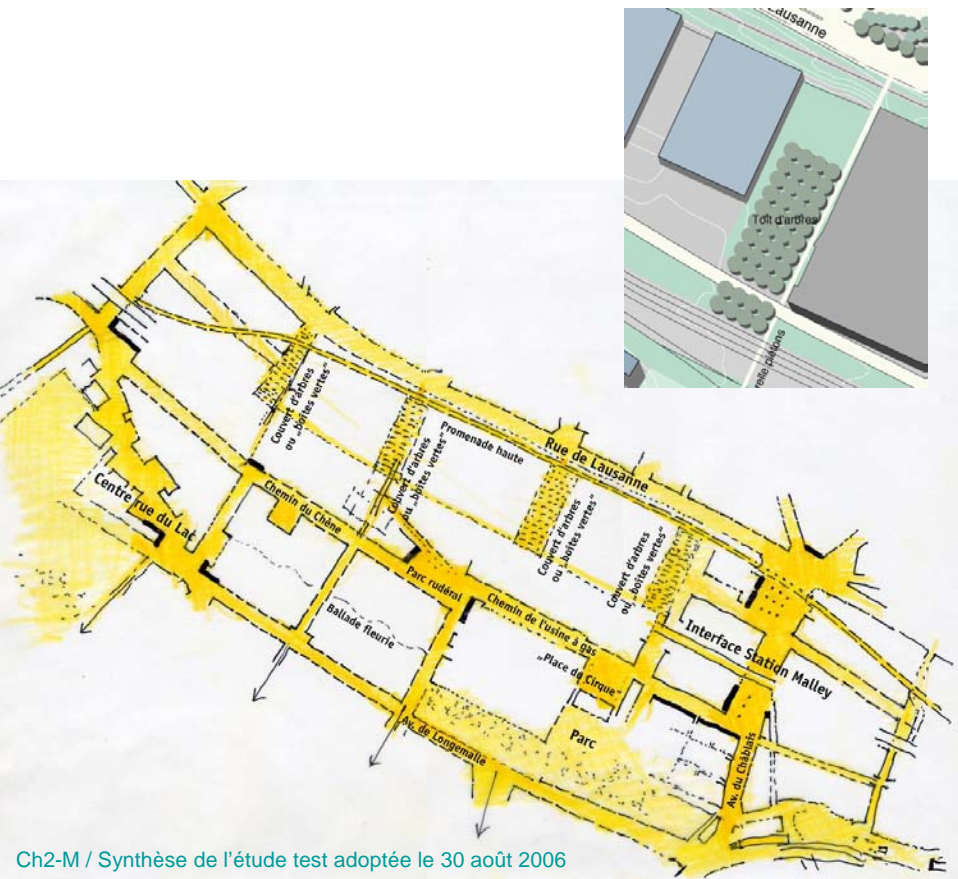 Lausanne
Toit d'arbres
relle piétons
Couvert d'arbres
ou „boîtes vertes"
Couvert d'arbres
ou „boîtes vertes"
Promenade haute
Rue de Lausanne
Couvert d'arbres
ou „boîtes vertes"
Couvert d'arbres
ou „boîtes vertes"
Centre rue du Lac
Chemin du Chêne
Parc rudéral
Chemin de l'usine à gas
Ballade fleurie
„Place du Cirque"
Interface Station Malley
Parc
Av. de Longemalle
Av. du Châblais
Ch2-M / Synthèse de l'étude test adoptée le 30 août 2006